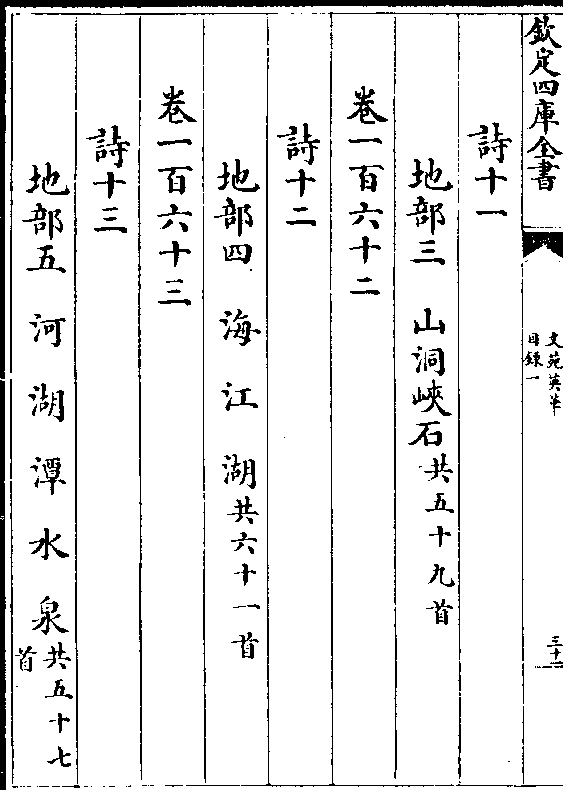 欽定四庫全書
文苑英華
目錄一
三十一
詩十一
地部三 山洞峽石共五十九首
卷一百六十二
詩十二
地部四 海 江 湖共六十一首
卷一百六十三
詩十三
地部五 河 湖 潭 水 泉共五十七首